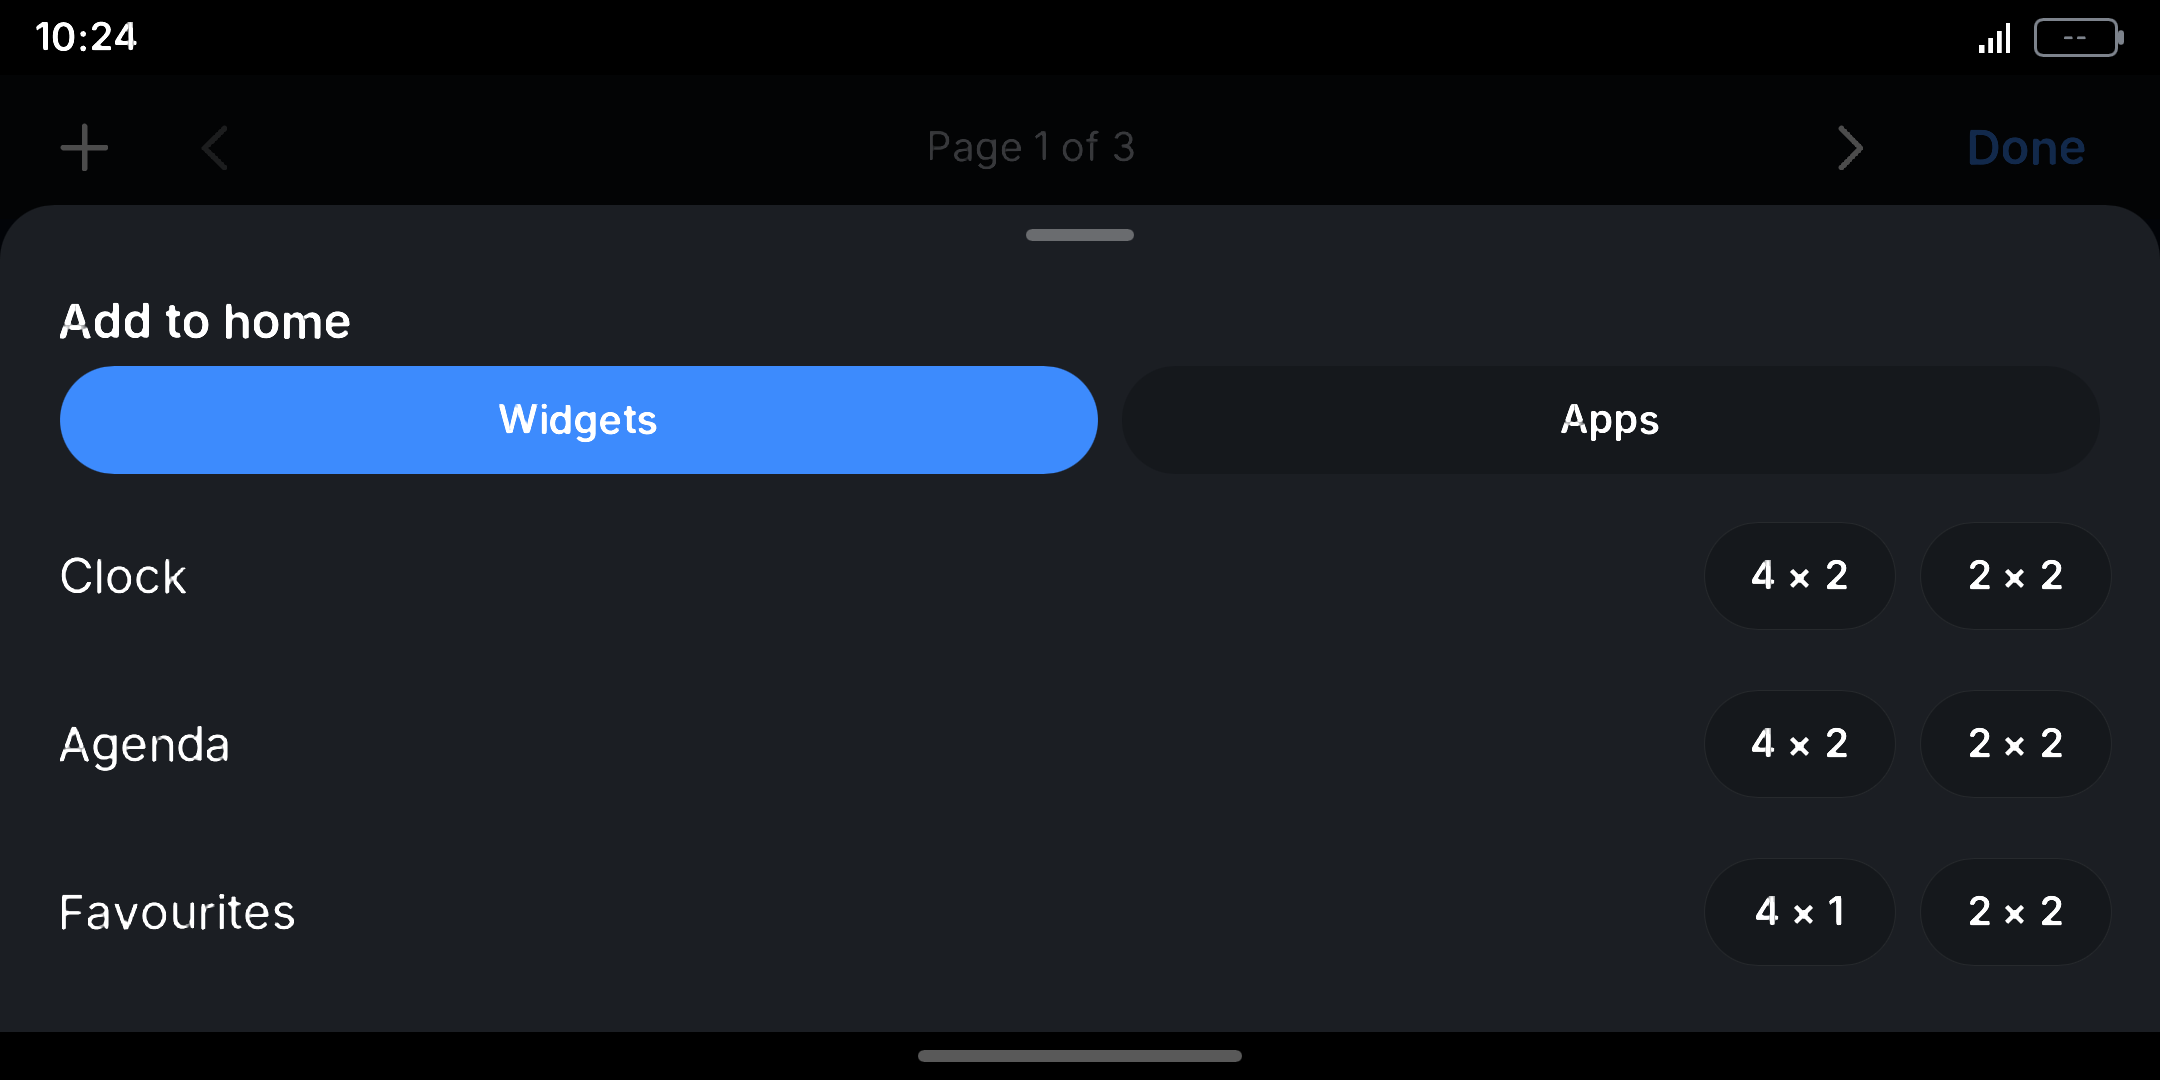 10:24
--
Page 1 of 3
Done
Add to home
Widgets
Apps
Clock
4 × 2
2 × 2
Agenda
4 × 2
2 × 2
Favourites
4 × 1
2 × 2